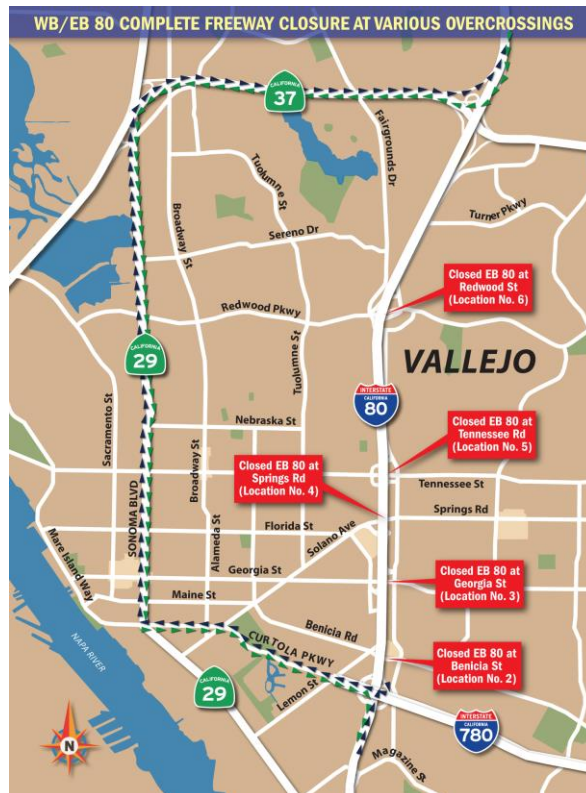 WB/EB 80 COMPLETE FREEWAY CLOSURE AT VARIOUS OVERCROSSINGS
CALIFORNIA
37
Fairgrounds Dr
Tuolumne St
Broadway St
Turner Pkwy
Sereno Dr
Closed EB 80 at
Redwood St
(Location No. 6)
Redwood Pkwy
CALIFORNIA
29
VALLEJO
Tuolumne St
INTERSTATE
CALIFORNIA
80
Sacramento St
Nebraska St
Closed EB 80 at
Tennessee Rd
(Location No. 5)
Broadway St
Closed EB 80 at
Springs Rd
(Location No. 4)
Tennessee St
SONOMA BLVD
Springs Rd
Florida St
Solano Ave
Alameda St
Mare Island Way
Georgia St
Closed EB 80 at
Georgia St
(Location No. 3)
Maine St
Benicia Rd
NAPA RIVER
CURTOLA PKWY
Closed EB 80 at
Benicia St
(Location No. 2)
CALIFORNIA
29
Lemon St
INTERSTATE
CALIFORNIA
780
N
Magazine St